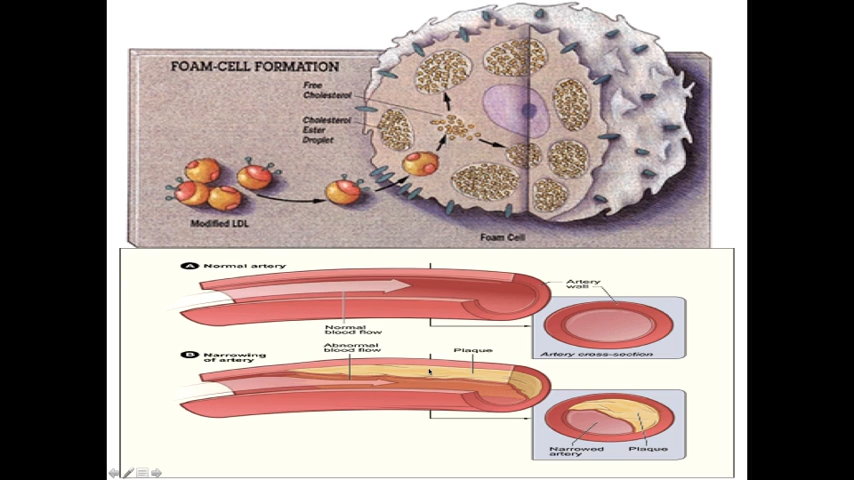 FOAM-CELL FORMATION
Free
Cholesterol
Cholesterol
Ester
Droplet
Modified LDL
Foam Cell
A Normal artery
Artery
wall
Normal
blood flow
Artery cross-section
B Narrowing
of artery
Abnormal
blood flow
Plaque
Narrowed
artery
Plaque